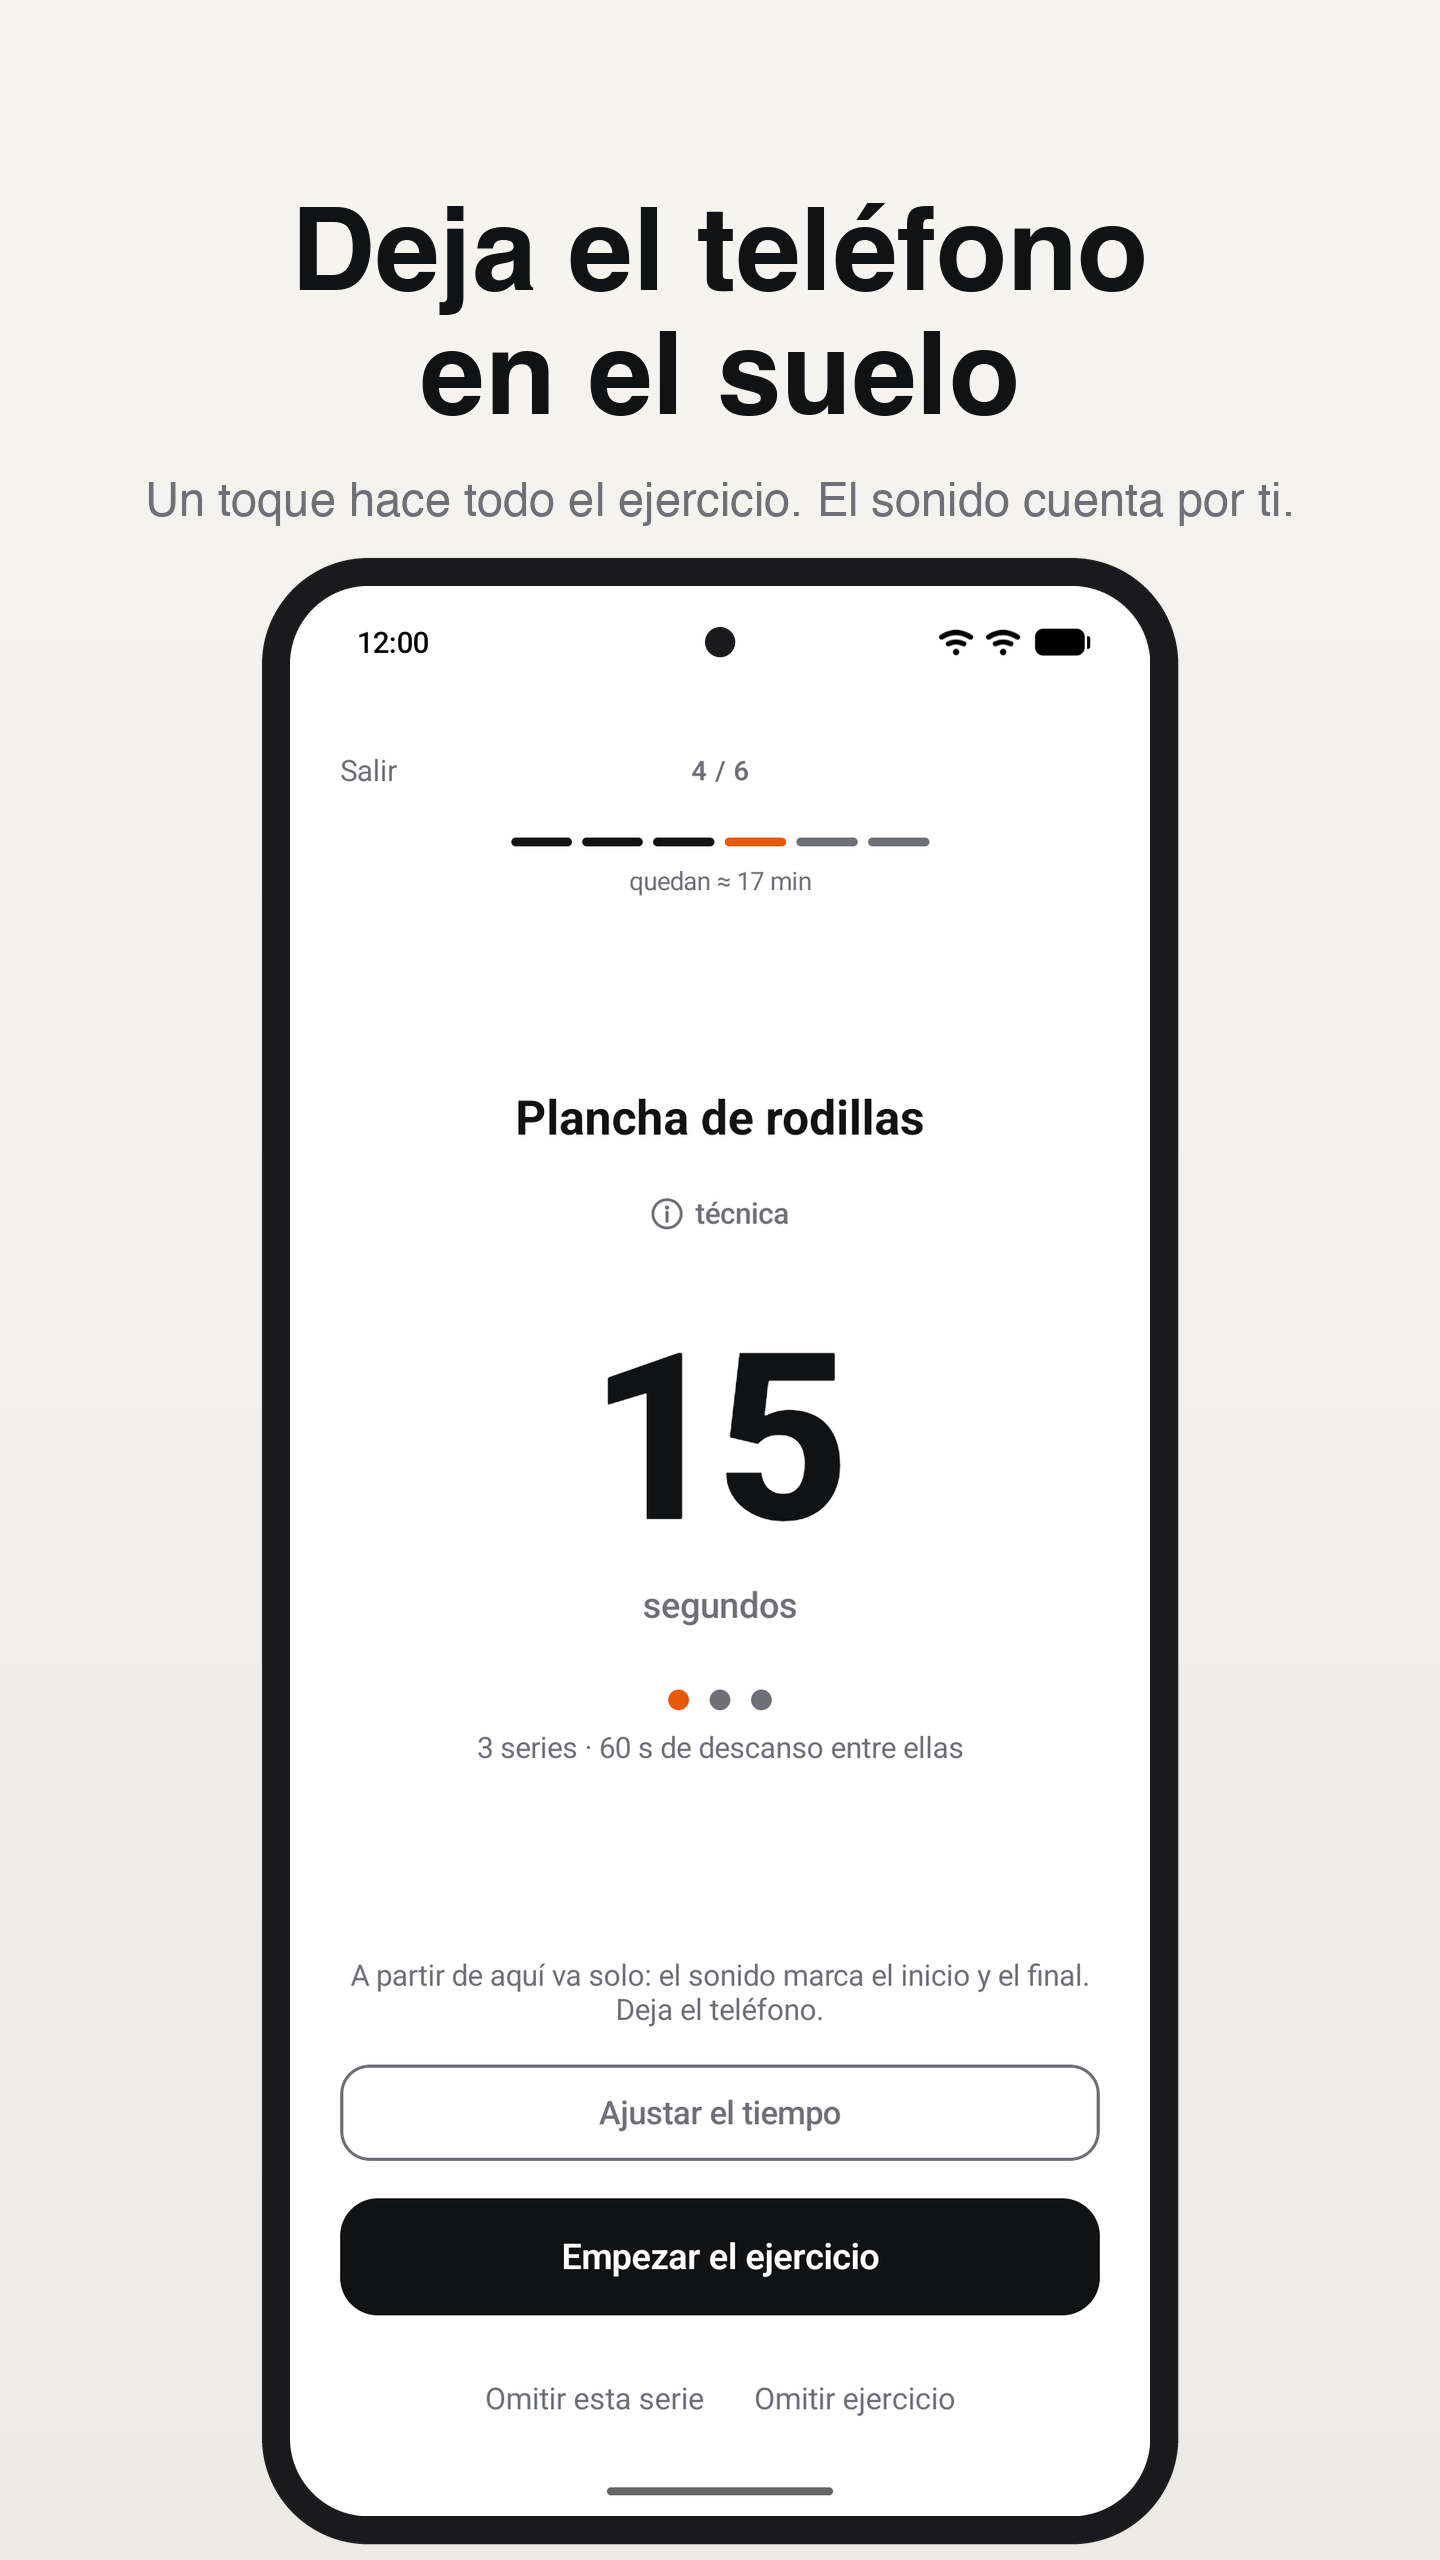 Deja el teléfono
en el suelo
Un toque hace todo el ejercicio. El sonido cuenta por ti.
12:00
Salir
4 / 6
quedan ≈ 17 min
Plancha de rodillas
técnica
15
segundos
3 series · 60 s de descanso entre ellas
A partir de aquí va solo: el sonido marca el inicio y el final.
Deja el teléfono.
Ajustar el tiempo
Empezar el ejercicio
Omitir esta serie
Omitir ejercicio